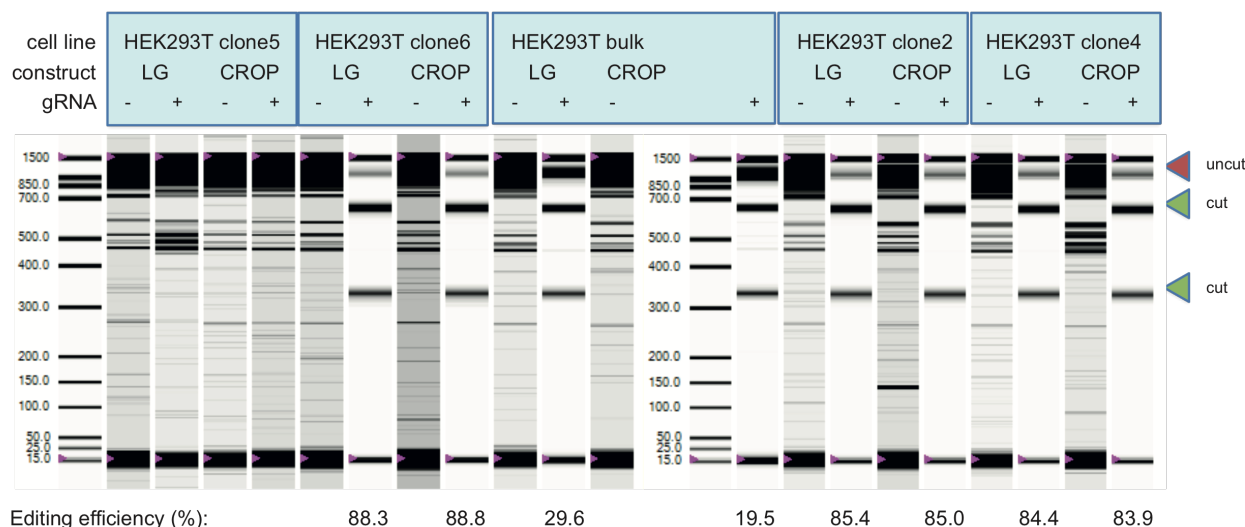 cell line HEK293T clone5 HEK293T clone6 HEK293T bulk HEK293T clone2 HEK293T clone4
construct LG CROP LG CROP LG CROP LG CROP LG CROP
gRNA - + - + - + - + - + - + - + - + - + - +
1500 1500 uncut
850.0 850.0
700.0 700.0 cut
500.0 500.0
400.0 400.0
300.0 300.0 cut
200.0 200.0
150.0 150.0
100.0 100.0
50.0 50.0
25.0 25.0
15.0 15.0
Editing efficiency (%): 88.3 88.8 29.6 19.5 85.4 85.0 84.4 83.9